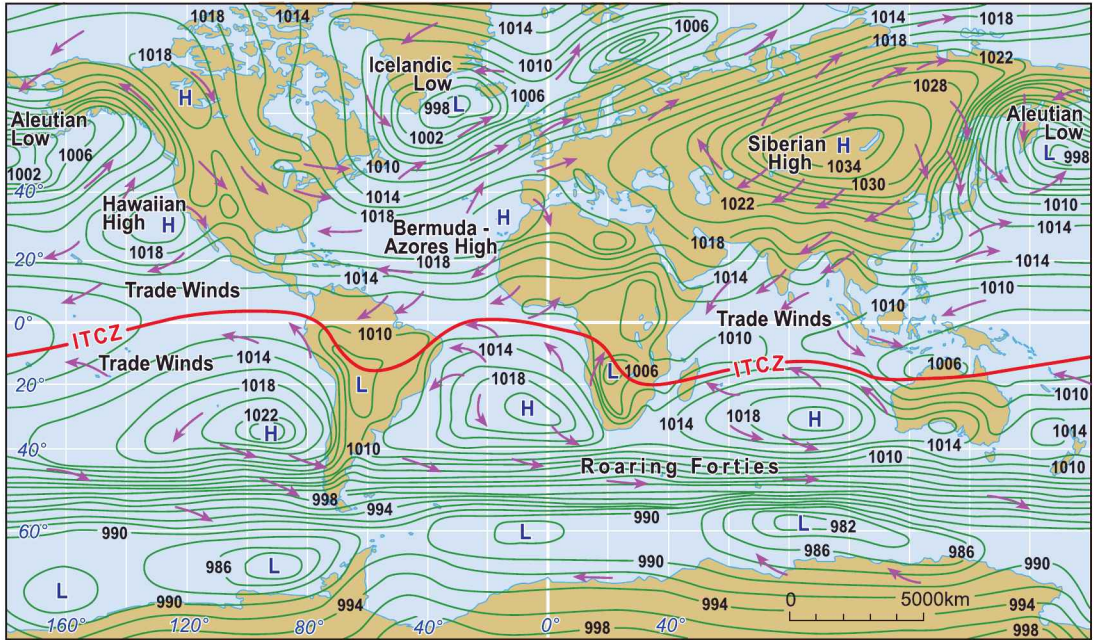 1018 1014 1014 1006 1014 1018
1018 1018
1018 1010 1022
Icelandic
Low
H 998 L 1006 1028
Aleutian
Low
1002
Aleutian
Low
1006 Siberian
High
H L 998
1002 1010 1034
1030
40° 1014 1022 1010
Hawaiian
High
H 1018 H 1014
Bermuda -
Azores High
1018 1018 1018
20° 1014 1014 1014
Trade Winds 1010 1010
0° Trade Winds
ITCZ 1010
Trade Winds 1014 1014 1010 ITCZ 1006
L L 1006
20° 1018 1018 1010
1022 H H 1014 1018 H 1014 1014
40° 1010 1010 1010
Roaring Forties
998 994 990
60° 990 L L 982
986 L 990 986 986 990
L 990 994 0 5000km 994 994
160° 120° 80° 40° 0° 998 40° 998